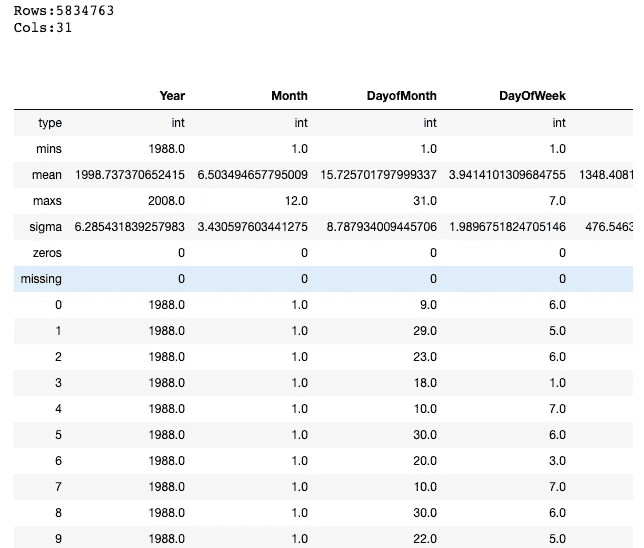 Rows:5834763
Cols:31
Year Month DayofMonth DayOfWeek
type int int int int
mins 1988.0 1.0 1.0 1.0
mean 1998.737370652415 6.503494657795009 15.725701797999337 3.9414101309684755 1348.4081
maxs 2008.0 12.0 31.0 7.0
sigma 6.285431839257983 3.430597603441275 8.787934009445706 1.9896751824705146 476.5463
zeros 0 0 0 0
missing 0 0 0 0
0 1988.0 1.0 9.0 6.0
1 1988.0 1.0 29.0 5.0
2 1988.0 1.0 23.0 6.0
3 1988.0 1.0 18.0 1.0
4 1988.0 1.0 10.0 7.0
5 1988.0 1.0 30.0 6.0
6 1988.0 1.0 20.0 3.0
7 1988.0 1.0 10.0 7.0
8 1988.0 1.0 30.0 6.0
9 1988.0 1.0 22.0 5.0